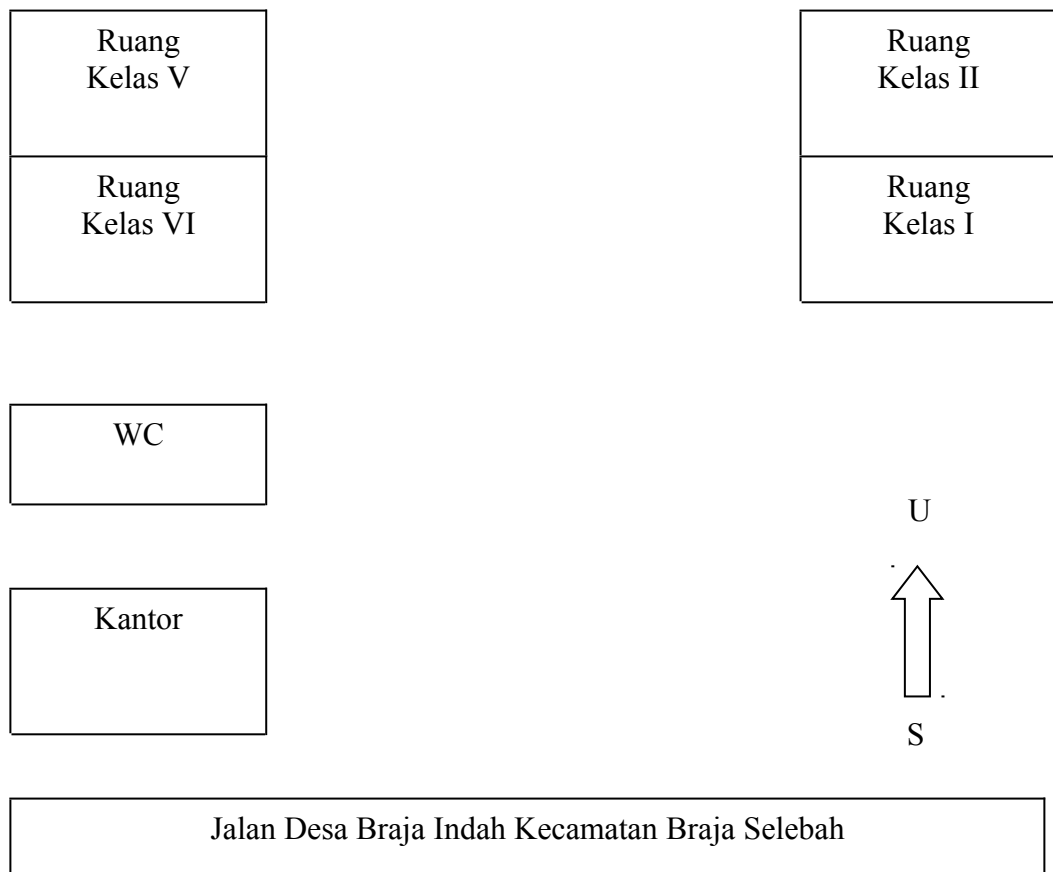 Ruang
Kelas V
Ruang
Kelas II
Ruang
Kelas VI
Ruang
Kelas I
WC
U
Kantor
S
Jalan Desa Braja Indah Kecamatan Braja Selebah